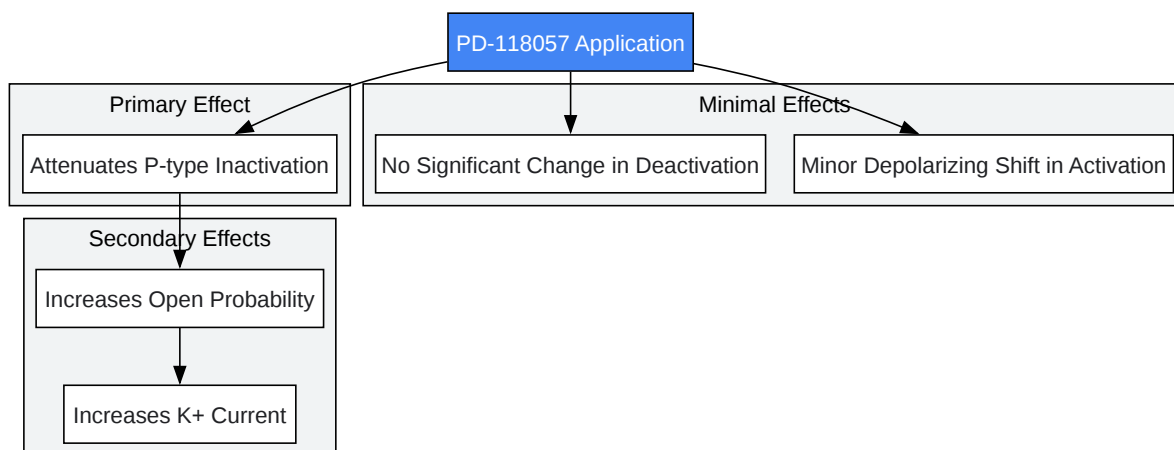 PD-118057 Application
Primary Effect
Minimal Effects
Attenuates P-type Inactivation
No Significant Change in Deactivation
Minor Depolarizing Shift in Activation
Secondary Effects
Increases Open Probability
Increases K+ Current